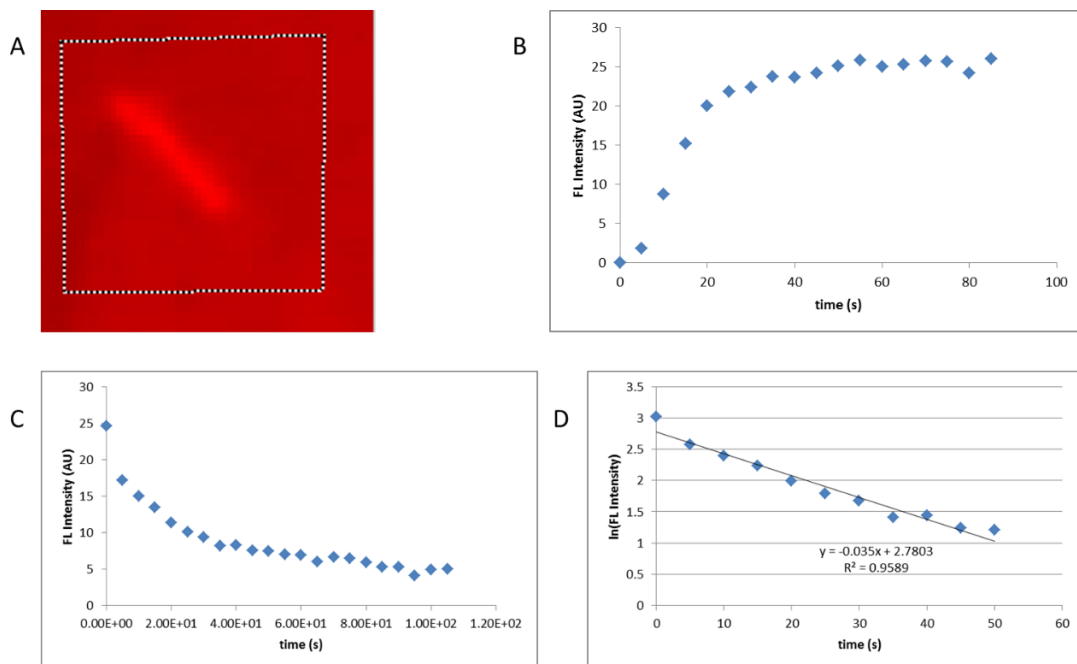 A
B
FL Intensity (AU)
30
25
20
15
10
5
0
0 20 40 60 80 100
time (s)
C
FL Intensity (AU)
30
25
20
15
10
5
0
0.00E+00 2.00E+01 4.00E+01 6.00E+01 8.00E+01 1.00E+02 1.20E+02
time (s)
D
ln(FL Intensity)
3.5
3
2.5
2
1.5
1
0.5
0
y = -0.035x + 2.7803
R² = 0.9589
0 10 20 30 40 50 60
time (s)